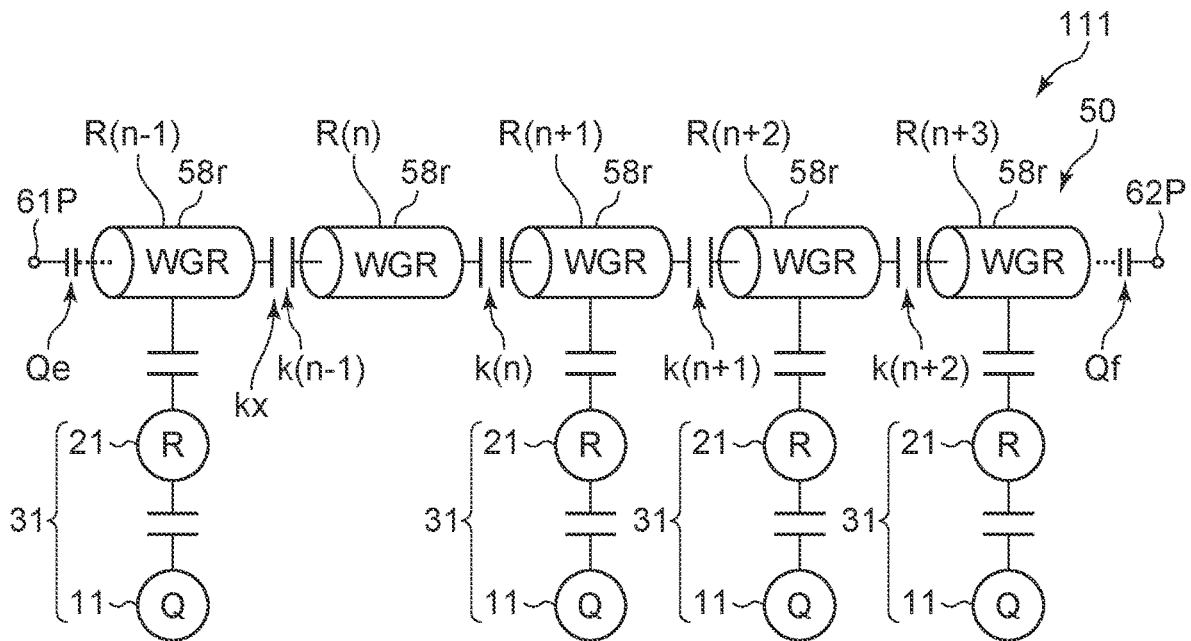 111
50
R(n-1) R(n) R(n+1) R(n+2) R(n+3)
61P 58r 58r 58r 58r 58r 62P
WGR WGR WGR WGR WGR
Qe kx k(n-1) k(n) k(n+1) k(n+2) Qf
21 R 21 R 21 R 21 R
31 31 31 31
11 Q 11 Q 11 Q 11 Q